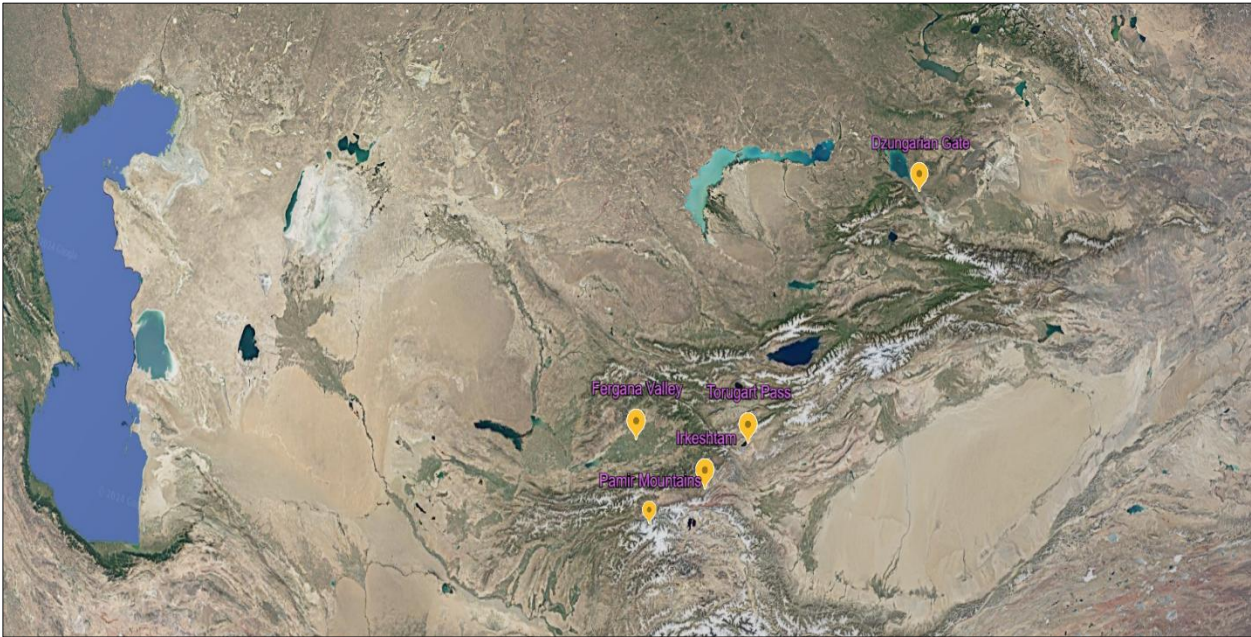 Dzungarian Gate
Fergana Valley
Torugart Pass
Irkeshtam
Pamir Mountains